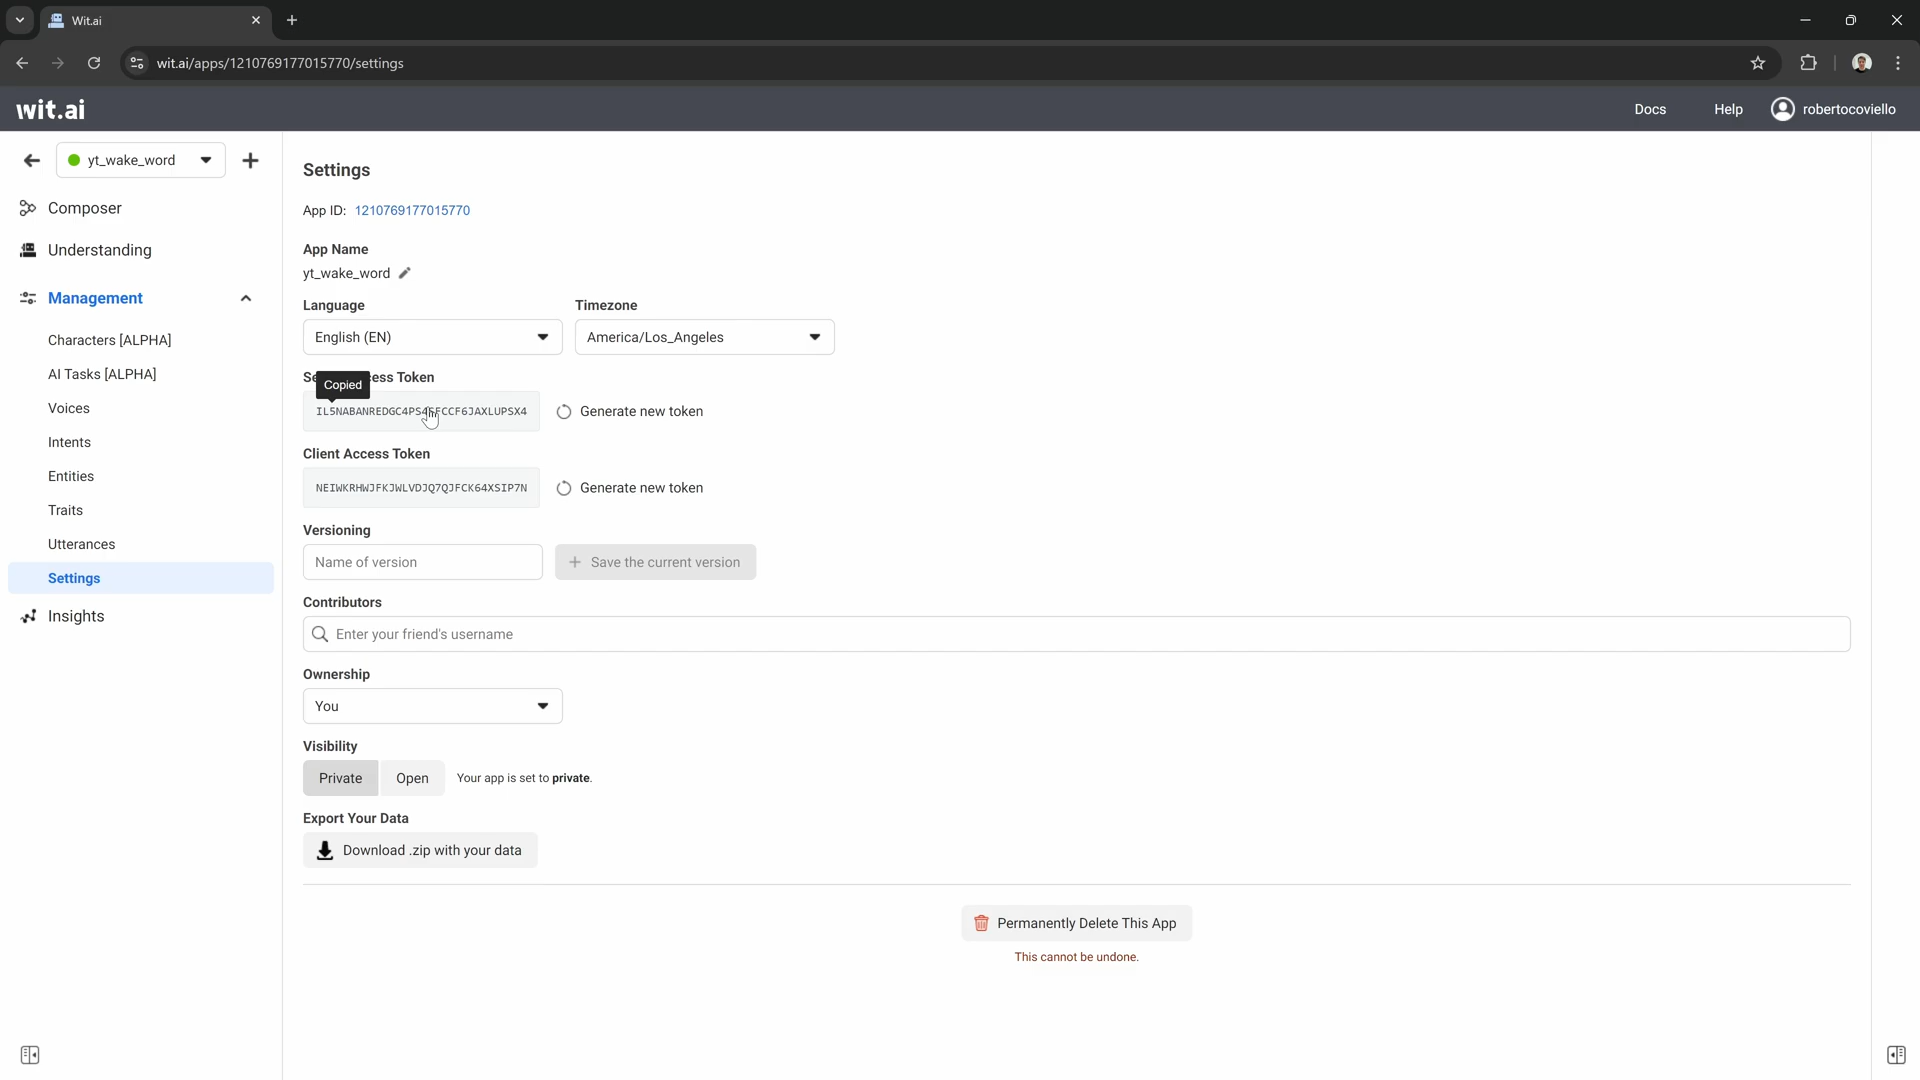 Wit.ai
wit.ai/apps/1210769177015770/settings
wit.ai
Docs
Help
robertocoviello
yt_wake_word
Composer
Understanding
Management
Characters [ALPHA]
AI Tasks [ALPHA]
Voices
Intents
Entities
Traits
Utterances
Settings
Insights
Settings
App ID: 1210769177015770
App Name
yt_wake_word
Language
Timezone
English (EN)
America/Los_Angeles
Access Token
Copied
Generate new token
Client Access Token
NEIWKRHWJFKJWLVDJQ7QJFCK64XSIP7N
Generate new token
Versioning
Name of version
Save the current version
Contributors
Enter your friend's username
Ownership
You
Visibility
Private
Open
Your app is set to private.
Export Your Data
Download .zip with your data
Permanently Delete This App
This cannot be undone.